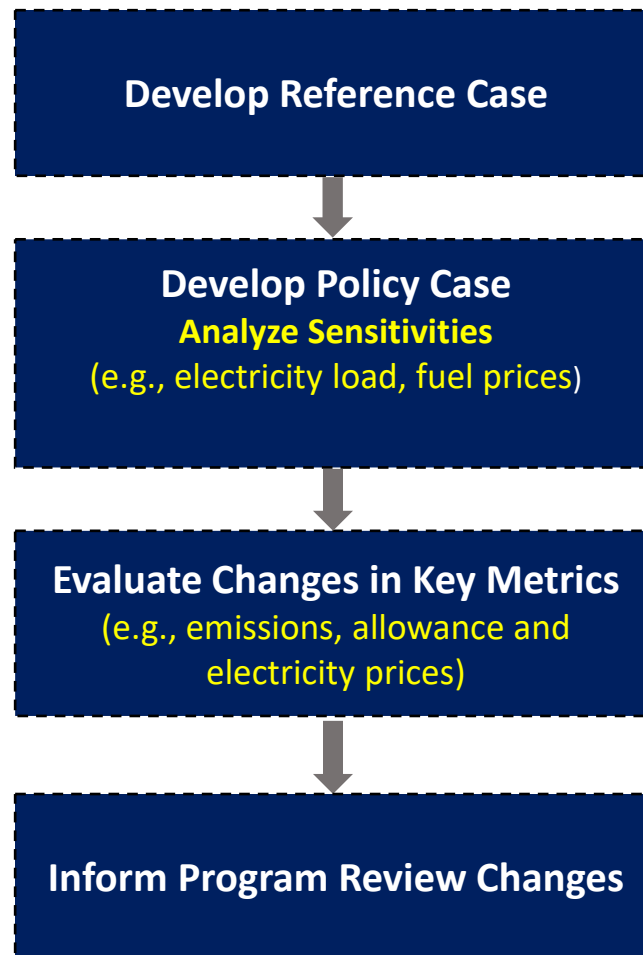 Develop Reference Case
Develop Policy Case
Analyze Sensitivities
(e.g., electricity load, fuel prices)
Evaluate Changes in Key Metrics
(e.g., emissions, allowance and
electricity prices)
Inform Program Review Changes